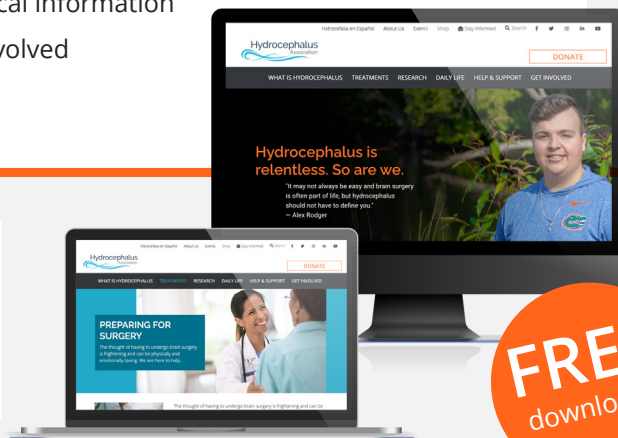 cal information
volved
Hidrocefalia en Español About Us Events Shop Stay Informed Search
Hydrocephalus
Association
DONATE
WHAT IS HYDROCEPHALUS TREATMENTS RESEARCH DAILY LIFE HELP & SUPPORT GET INVOLVED
Hydrocephalus is
relentless. So are we.
"It may not always be easy and brain surgery
is often part of life, but hydrocephalus
should not have to define you."
— Alex Rodger
Hidrocefalia en Español About Us Events Shop Stay Informed Search
Hydrocephalus
Association
DONATE
WHAT IS HYDROCEPHALUS TREATMENTS RESEARCH DAILY LIFE HELP & SUPPORT GET INVOLVED
PREPARING FOR
SURGERY
The thought of having to undergo brain surgery
is frightening and can be physically and
emotionally taxing. We are here to help.
The thought of having to undergo brain surgery is frightening and can be
FRE
downlo